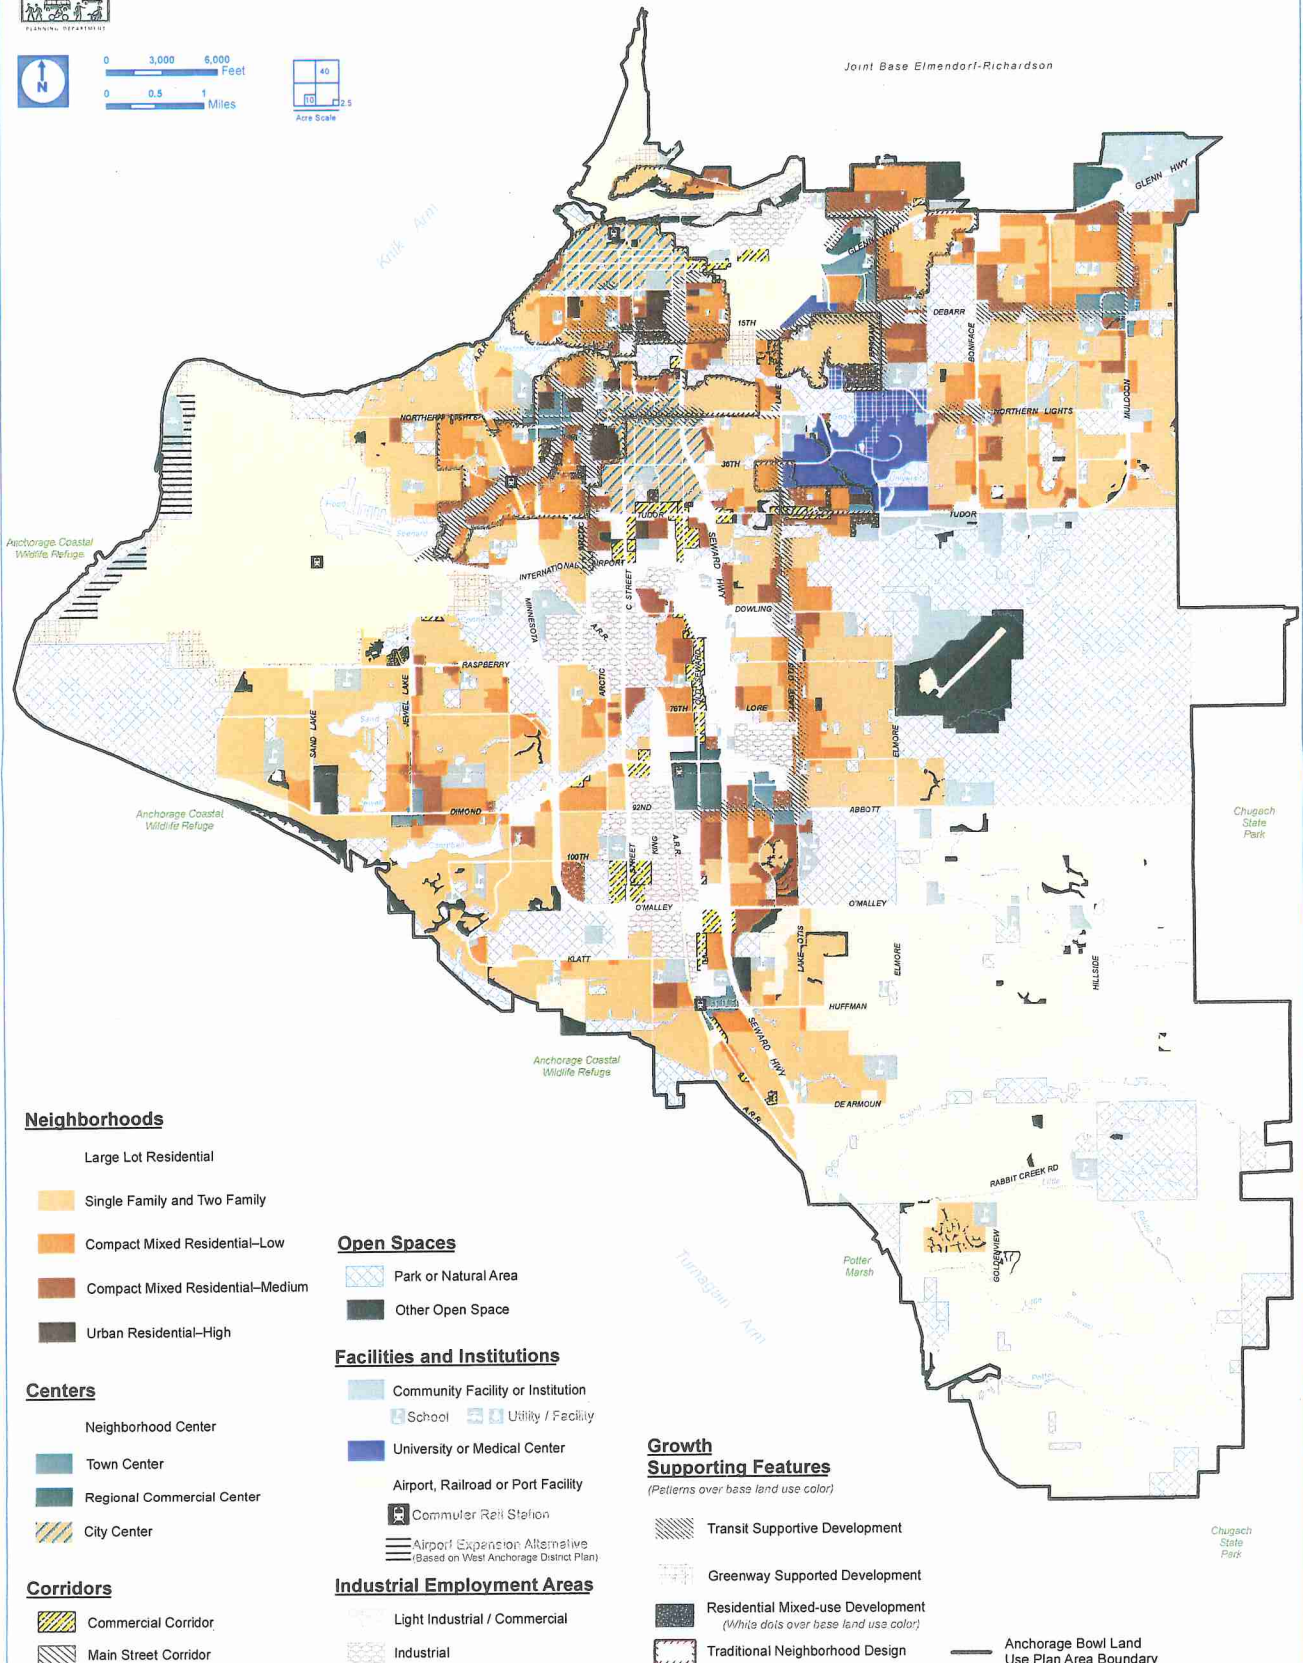 PLANNING DEPARTMENT
0 3,000 6,000
Feet
0 0.5 1
Miles
N
40
10
2.5
Acre Scale
Joint Base Elmendorf-Richardson
GLENN HWY
Knik Arm
GLENN HWY
15TH
DEBARR
BONIFACE
A.R.R.
MULDOON
LAKE
NORTHERN LIGHTS
NORTHERN LIGHTS
36TH
TUDOR
TUDOR
Anchorage Coastal
Wildlife Refuge
ARCTIC
SEWARD HWY
INTERNATIONAL AIRPORT
C STREET
MINNESOTA
DOWLING
A.R.R.
RASPBERRY
ARCTIC
JEWEL LAKE
76TH
LORE
SAND LAKE
ELMORE
Anchorage Coastal
Wildlife Refuge
DIMOND
92ND
ABBOTT
Chugach
State
Park
KING
A.R.R.
100TH
O'MALLEY
O'MALLEY
LAKE OTIS
ELMORE
HILLSIDE
KLATT
HUFFMAN
SEWARD HWY
Anchorage Coastal
Wildlife Refuge
DE ARMOUN
A.R.R.
RABBIT CREEK RD
GOLDENVIEW
Potter
Marsh
Turnagain Arm
Chugach
State
Park
Neighborhoods
Large Lot Residential
Single Family and Two Family
Compact Mixed Residential–Low
Compact Mixed Residential–Medium
Urban Residential–High
Centers
Neighborhood Center
Town Center
Regional Commercial Center
City Center
Corridors
Commercial Corridor
Main Street Corridor
Open Spaces
Park or Natural Area
Other Open Space
Facilities and Institutions
Community Facility or Institution
School Utility / Facility
University or Medical Center
Airport, Railroad or Port Facility
Commuter Rail Station
Airport Expansion Alternative
(Based on West Anchorage District Plan)
Industrial Employment Areas
Light Industrial / Commercial
Industrial
Growth
Supporting Features
(Patterns over base land use color)
Transit Supportive Development
Greenway Supported Development
Residential Mixed-use Development
(White dots over base land use color)
Traditional Neighborhood Design
Anchorage Bowl Land
Use Plan Area Boundary